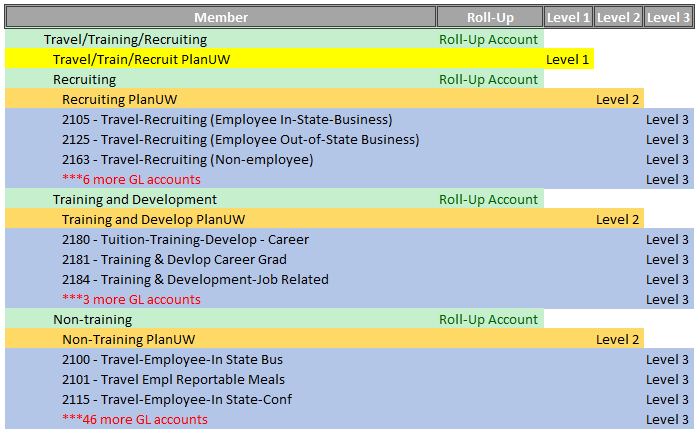 Member Roll-Up Level 1 Level 2 Level 3
Travel/Training/Recruiting Roll-Up Account
Travel/Train/Recruit PlanUW Level 1
Recruiting Roll-Up Account
Recruiting PlanUW Level 2
2105 - Travel-Recruiting (Employee In-State-Business) Level 3
2125 - Travel-Recruiting (Employee Out-of-State Business) Level 3
2163 - Travel-Recruiting (Non-employee) Level 3
***6 more GL accounts Level 3
Training and Development Roll-Up Account
Training and Develop PlanUW Level 2
2180 - Tuition-Training-Develop - Career Level 3
2181 - Training & Devlop Career Grad Level 3
2184 - Training & Development-Job Related Level 3
***3 more GL accounts Level 3
Non-training Roll-Up Account
Non-Training PlanUW Level 2
2100 - Travel-Employee-In State Bus Level 3
2101 - Travel Empl Reportable Meals Level 3
2115 - Travel-Employee-In State-Conf Level 3
***46 more GL accounts Level 3